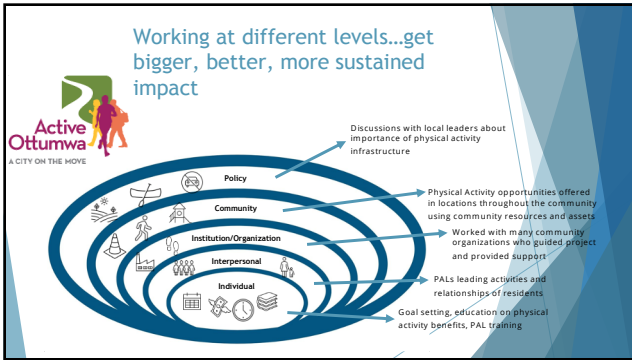 Working at different levels…get
bigger, better, more sustained
impact
Active
Ottumwa
A CITY ON THE MOVE
Discussions with local leaders about
importance of physical activity
infrastructure
Policy
Physical Activity opportunities offered
in locations throughout the community
using community resources and assets
Community
Worked with many community
organizations who guided project
and provided support
Institution/Organization
Interpersonal
PALs leading activities and
relationships of residents
Individual
Goal setting, education on physical
activity benefits, PAL training